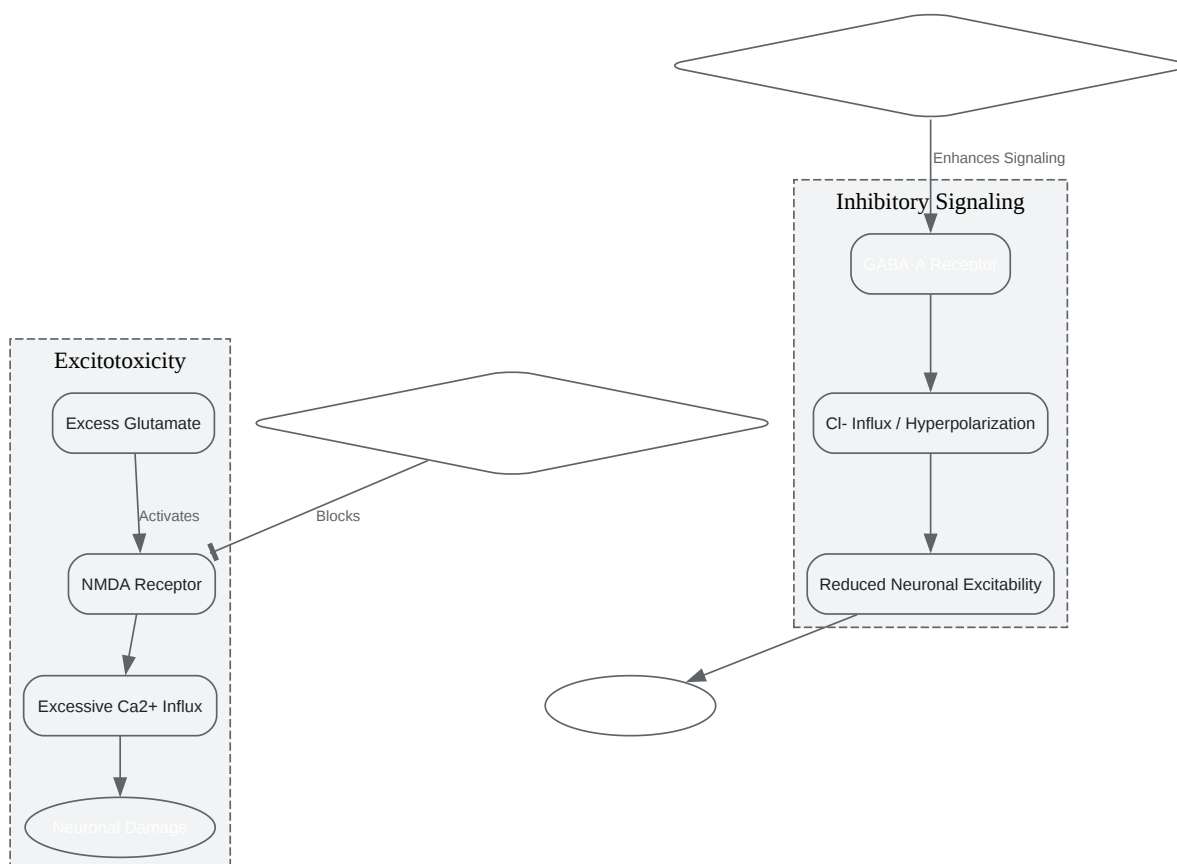 Enhances Signaling
Inhibitory Signaling
GABA-A Receptor
Excitotoxicity
Excess Glutamate
Cl- Influx / Hyperpolarization
Activates
Blocks
NMDA Receptor
Reduced Neuronal Excitability
Excessive Ca2+ Influx
Neuronal Damage